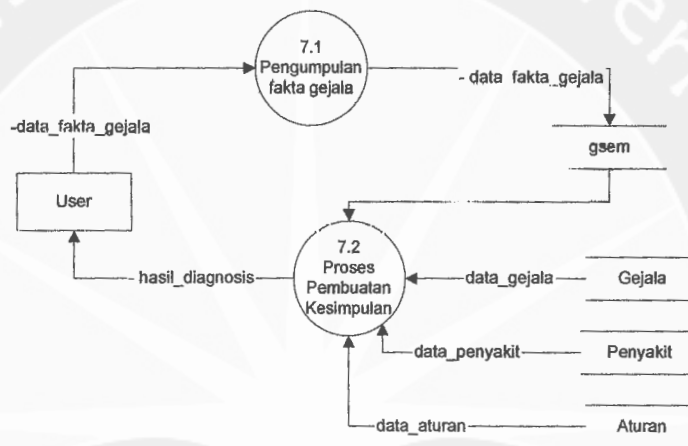 7.1
Pengumpulan
fakta gejala
- data fakta_gejala
-data_fakta_gejala
gsem
User
7.2
Proses
Pembuatan
Kesimpulan
hasil_diagnosis
data_gejala
Gejala
data_penyakit
Penyakit
data_aturan
Aturan